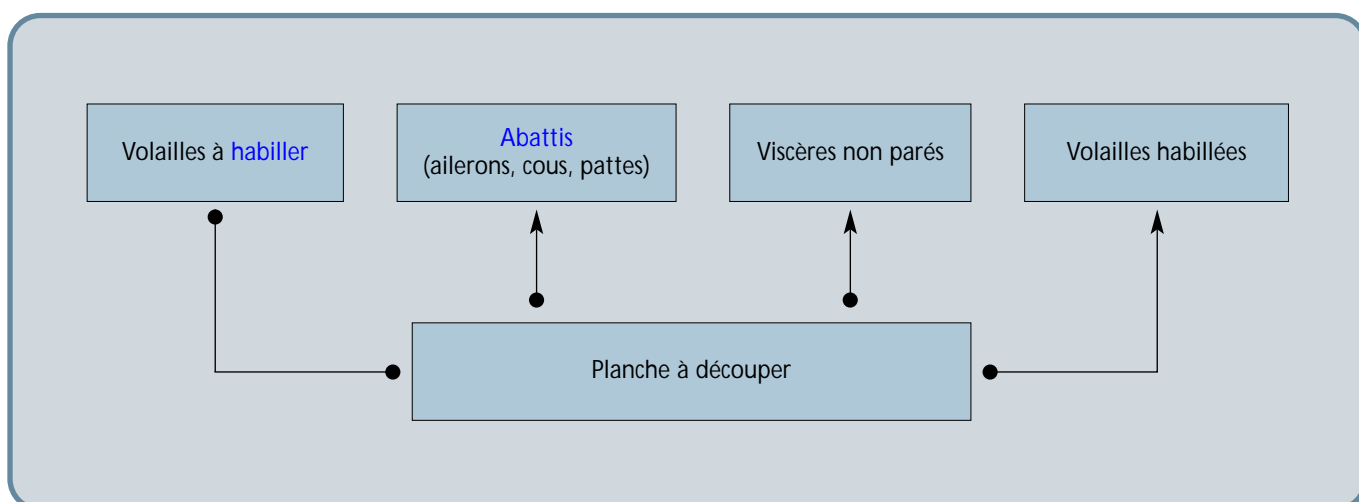 Volailles à habiller
Abattis
(ailerons, cous, pattes)
Viscères non parés
Volailles habillées
Planche à découper